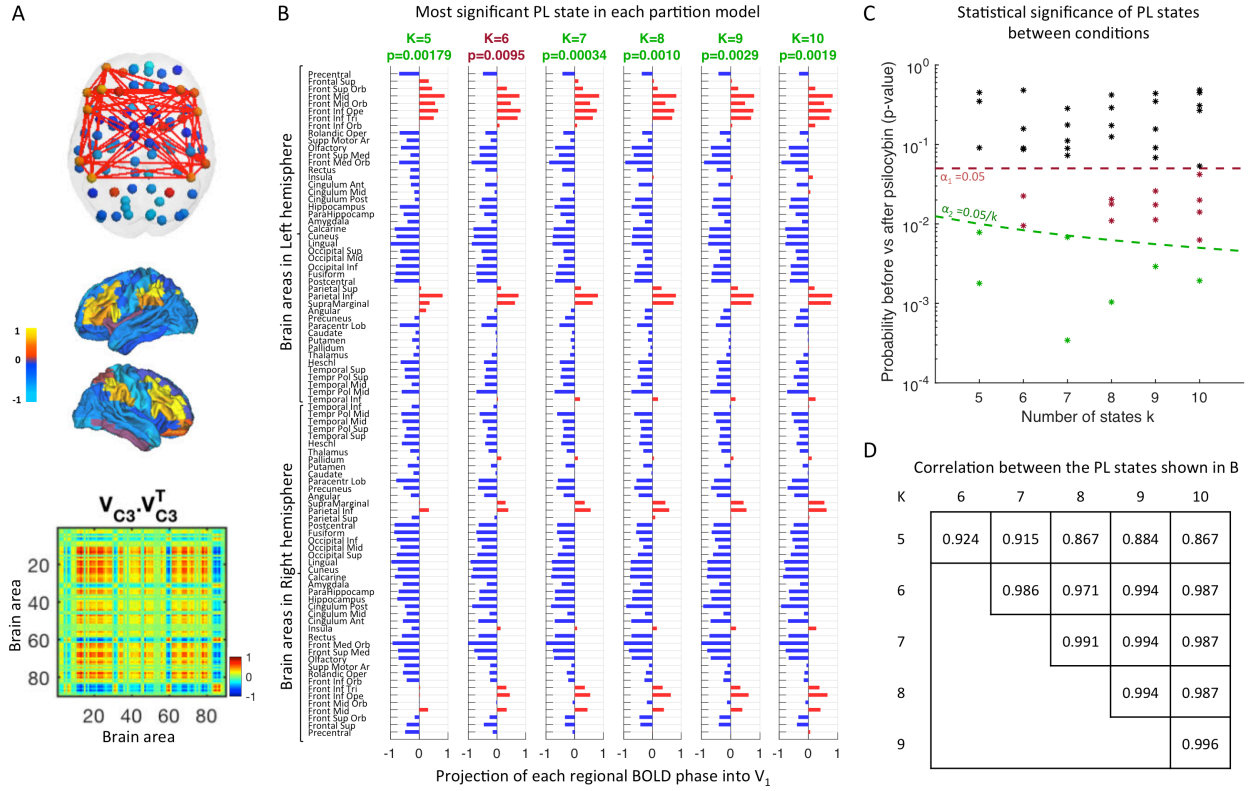 A
1
0
-1
V_C3.V^T_C3
Brain area
20
40
60
80
20 40 60 80
Brain area
1
0
-1
B
Most significant PL state in each partition model
K=5 K=6 K=7 K=8 K=9 K=10
p=0.00179 p=0.0095 p=0.00034 p=0.0010 p=0.0029 p=0.0019
Brain areas in Left hemisphere
Precentral
Frontal Sup
Front Sup Orb
Front Mid
Front Mid Orb
Front Inf Ope
Front Inf Tri
Front Inf Orb
Rolandic Oper
Supp Motor Ar
Olfactory
Front Sup Med
Front Med Orb
Rectus
Insula
Cingulum Ant
Cingulum Mid
Cingulum Post
Hippocampus
ParaHippocamp
Amygdala
Calcarine
Cuneus
Lingual
Occipital Sup
Occipital Mid
Occipital Inf
Fusiform
Postcentral
Parietal Sup
Parietal Inf
SupraMarginal
Angular
Precuneus
Paracentr Lob
Caudate
Putamen
Pallidum
Thalamus
Heschl
Temporal Sup
Tempr Pol Sup
Temporal Mid
Tempr Pol Mid
Temporal Inf
Brain areas in Right hemisphere
Temporal Inf
Tempr Pol Mid
Temporal Mid
Tempr Pol Sup
Temporal Sup
Heschl
Thalamus
Pallidum
Putamen
Caudate
Paracentr Lob
Precuneus
Angular
SupraMarginal
Parietal Inf
Parietal Sup
Postcentral
Fusiform
Occipital Inf
Occipital Mid
Occipital Sup
Lingual
Cuneus
Calcarine
Amygdala
ParaHippocamp
Hippocampus
Cingulum Post
Cingulum Mid
Cingulum Ant
Insula
Rectus
Front Med Orb
Front Sup Med
Olfactory
Supp Motor Ar
Rolandic Oper
Front Inf Orb
Front Inf Tri
Front Inf Ope
Front Mid Orb
Front Mid
Front Sup Orb
Frontal Sup
Precentral
-1 0 1 -1 0 1 -1 0 1 -1 0 1 -1 0 1 -1 0 1
Projection of each regional BOLD phase into V₁
C
Statistical significance of PL states
between conditions
Probability before vs after psilocybin (p-value)
10⁰
10⁻¹
10⁻²
10⁻³
10⁻⁴
α₁ =0.05
α₂ =0.05/k
5 6 7 8 9 10
Number of states k
D
Correlation between the PL states shown in B
K 6 7 8 9 10
5 0.924 0.915 0.867 0.884 0.867
6 0.986 0.971 0.994 0.987
7 0.991 0.994 0.987
8 0.994 0.987
9 0.996